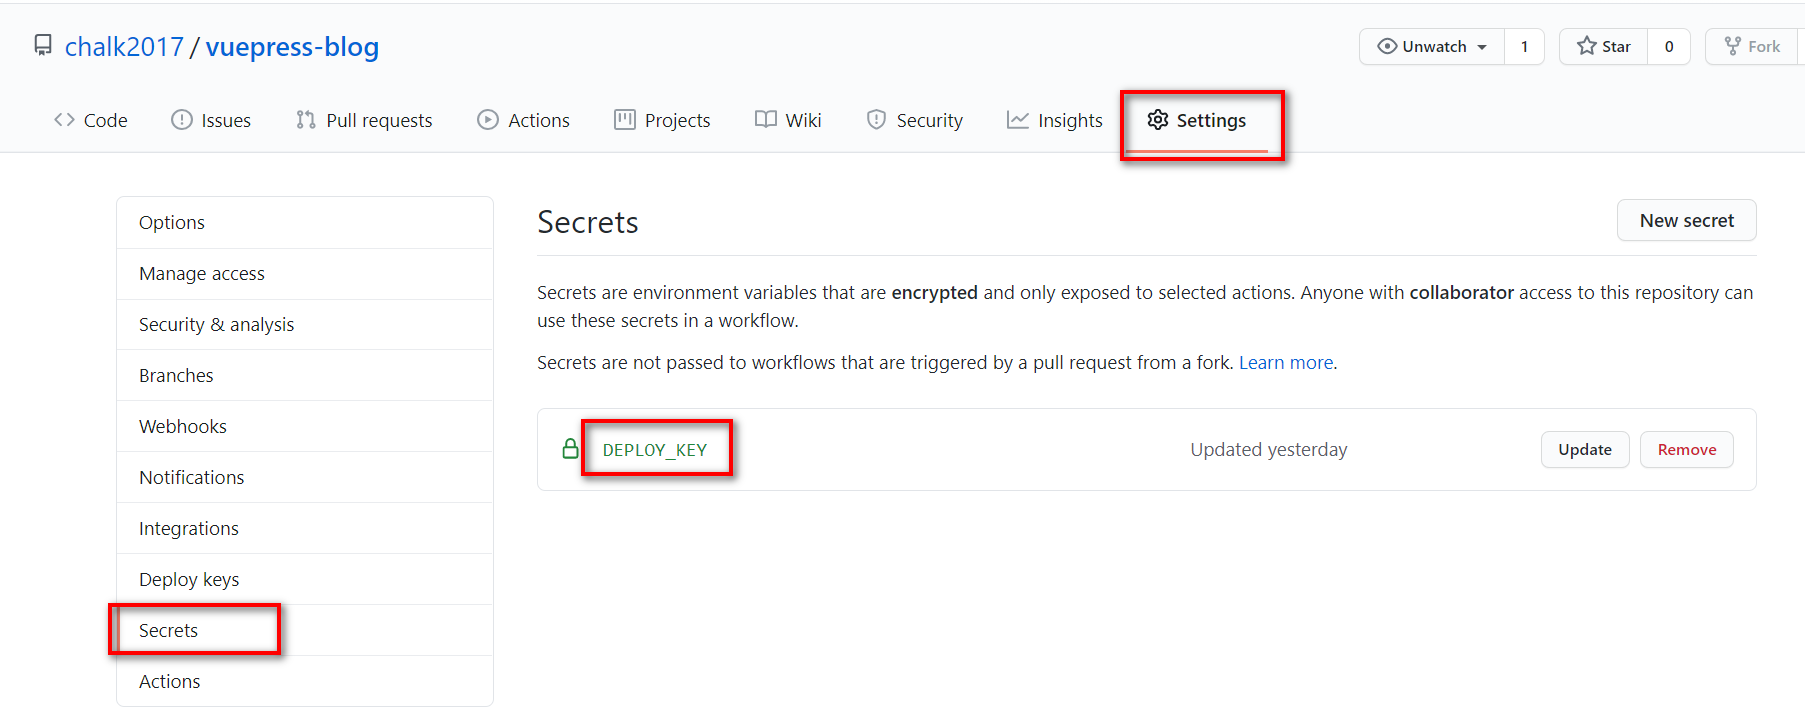 chalk2017 / vuepress-blog
Unwatch 1 Star 0 Fork
Code Issues Pull requests Actions Projects Wiki Security Insights Settings
Options
Manage access
Security & analysis
Branches
Webhooks
Notifications
Integrations
Deploy keys
Secrets
Actions
Secrets
New secret
Secrets are environment variables that are encrypted and only exposed to selected actions. Anyone with collaborator access to this repository can
use these secrets in a workflow.
Secrets are not passed to workflows that are triggered by a pull request from a fork. Learn more.
DEPLOY_KEY Updated yesterday Update Remove